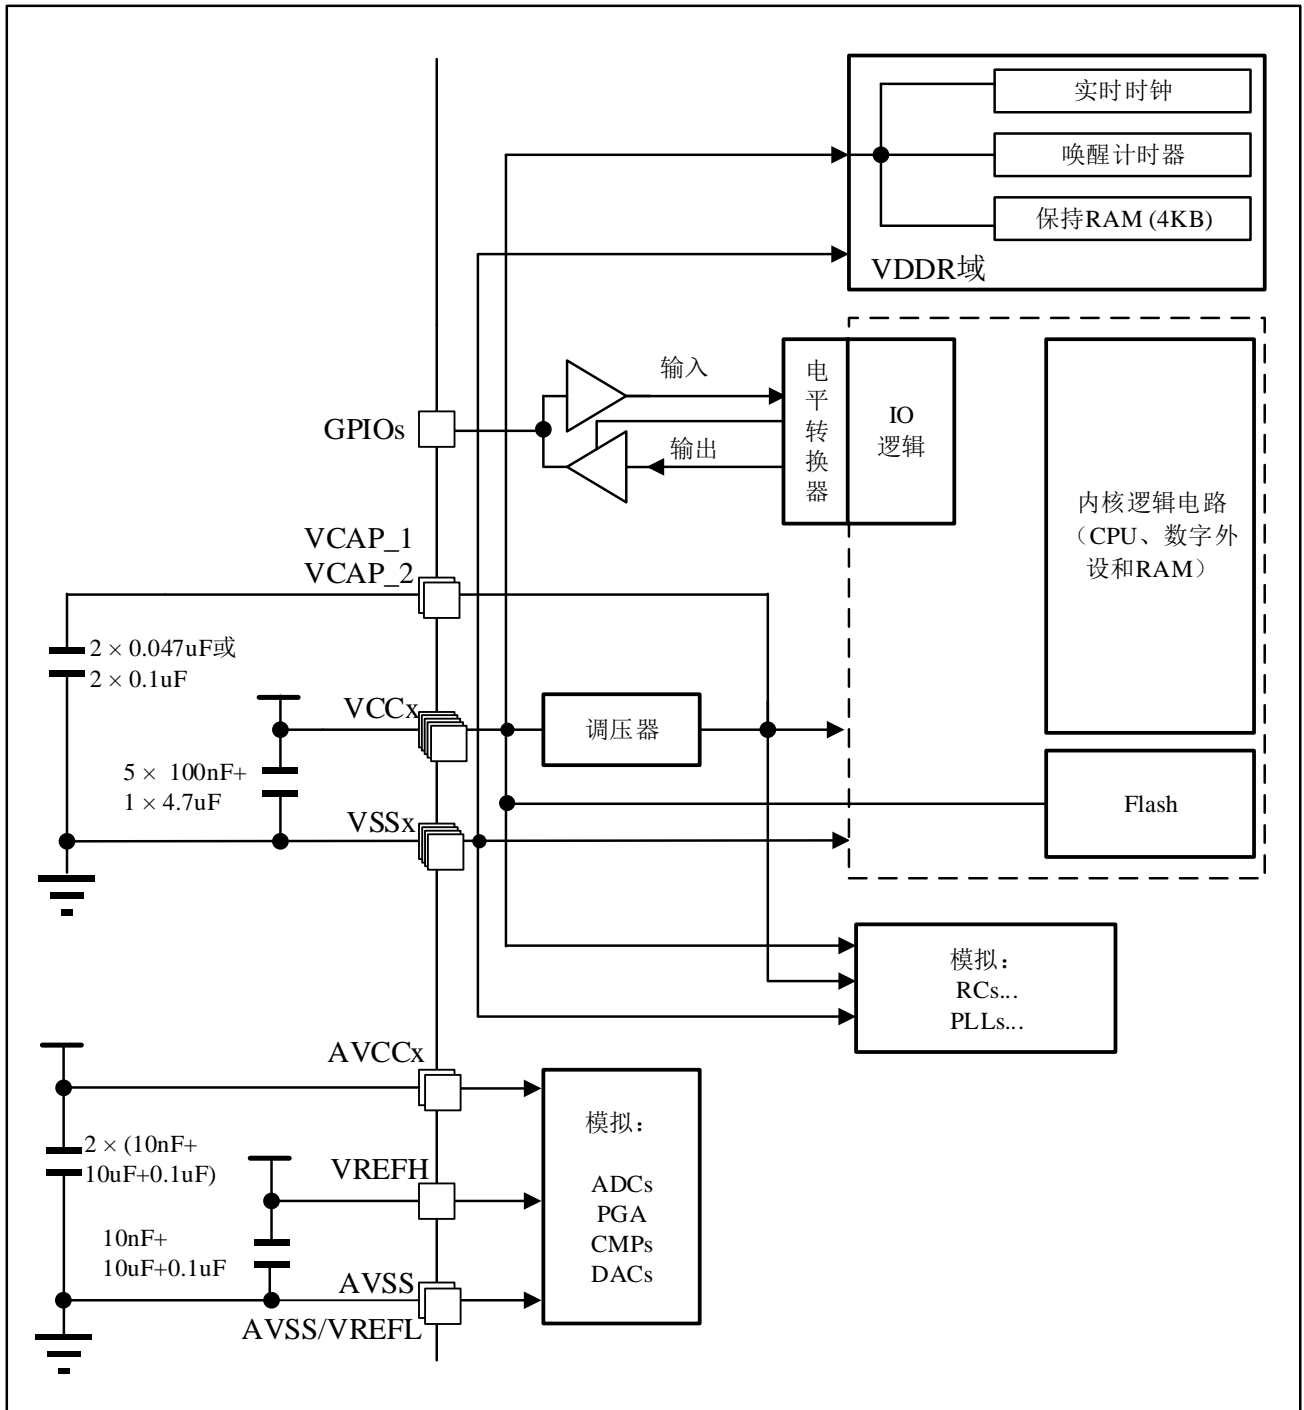 实时时钟
唤醒计时器
保持RAM (4KB)
VDDR域
输入
电
平
转
换
器
IO
逻辑
GPIOs
输出
内核逻辑电路
（CPU、数字外
设和RAM）
VCAP_1
VCAP_2
2 × 0.047uF或
2 × 0.1uF
VCCx
调压器
5 × 100nF+
1 × 4.7uF
Flash
VSSx
模拟：
RCs...
PLLs...
AVCCx
模拟：
ADCs
PGA
CMPs
DACs
2 × (10nF+
10uF+0.1uF)
VREFH
10nF+
10uF+0.1uF
AVSS
AVSS/VREFL